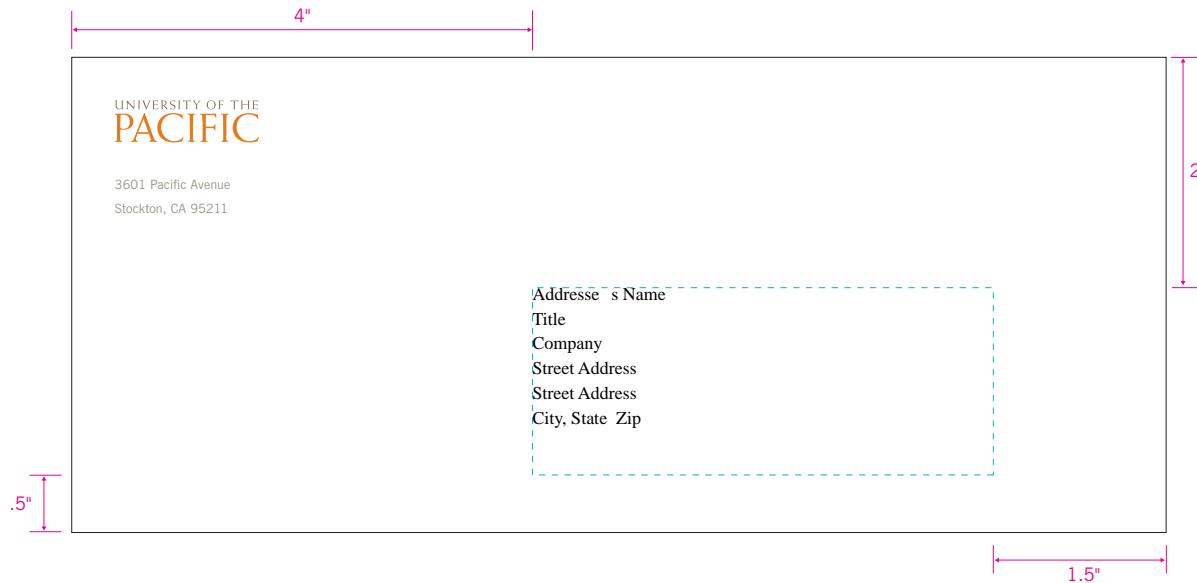 4"
UNIVERSITY OF THE
PACIFIC
3601 Pacific Avenue
Stockton, CA 95211
2
Addresse s Name
Title
Company
Street Address
Street Address
City, State Zip
.5"
1.5"